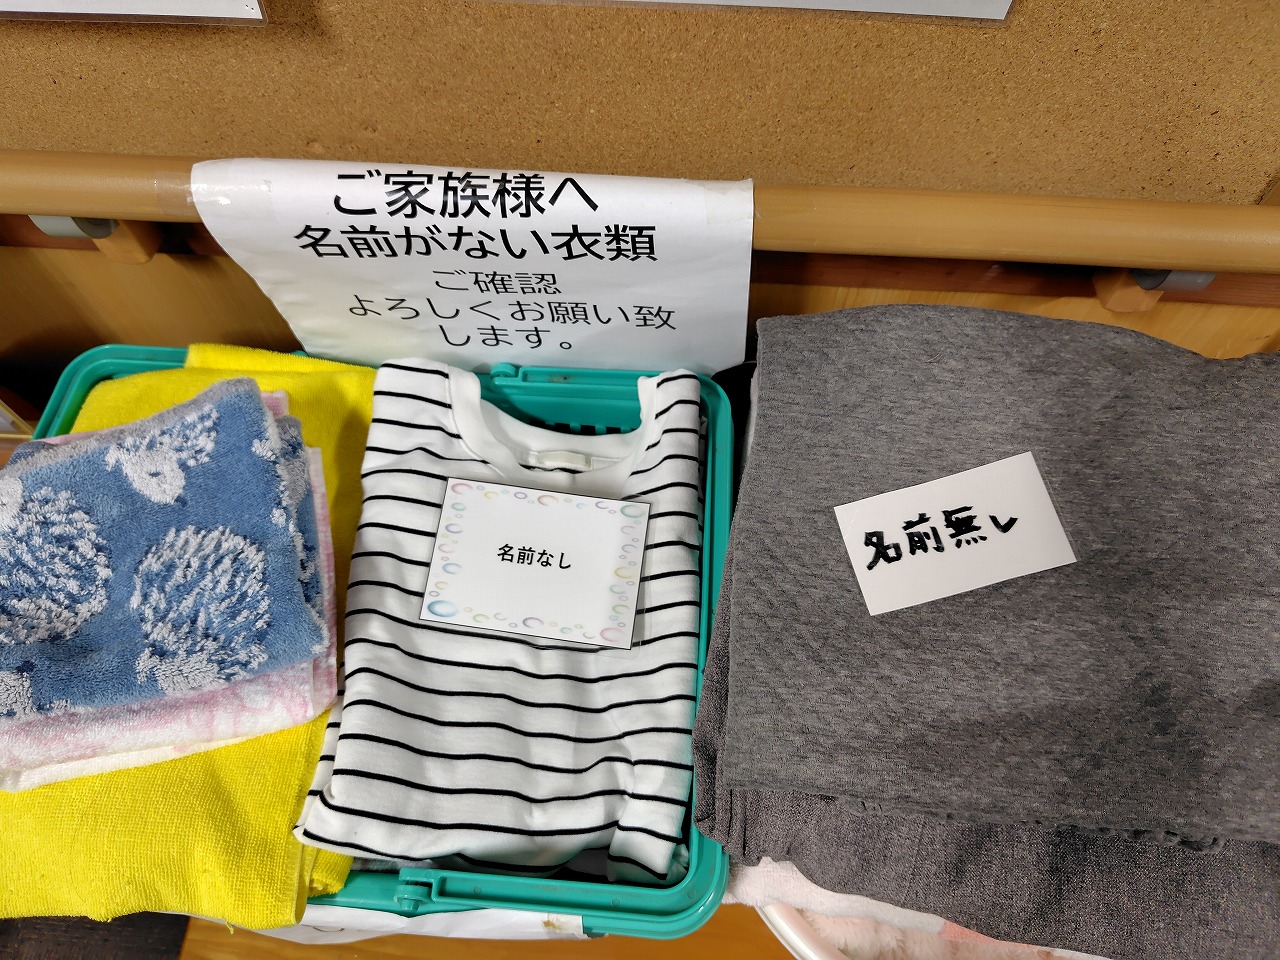 ご家族様へ
名前がない衣類
ご確認
よろしくお願い致
します。
名前なし
名前無し